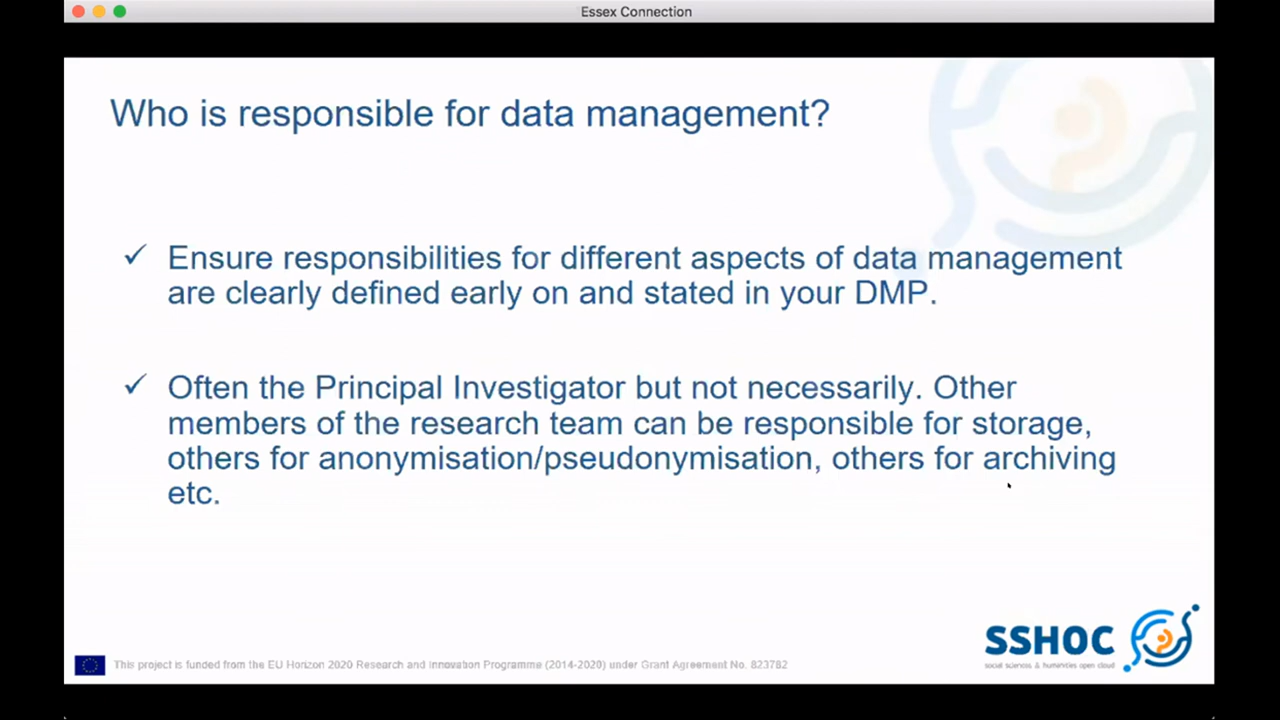 Essex Connection
Who is responsible for data management?
✓ Ensure responsibilities for different aspects of data management
are clearly defined early on and stated in your DMP.
✓ Often the Principal Investigator but not necessarily. Other
members of the research team can be responsible for storage,
others for anonymisation/pseudonymisation, others for archiving
etc.
SSHOC
social sciences & humanities open cloud
This project is funded from the EU Horizon 2020 Research and Innovation Programme (2014-2020) under Grant Agreement No. 823782